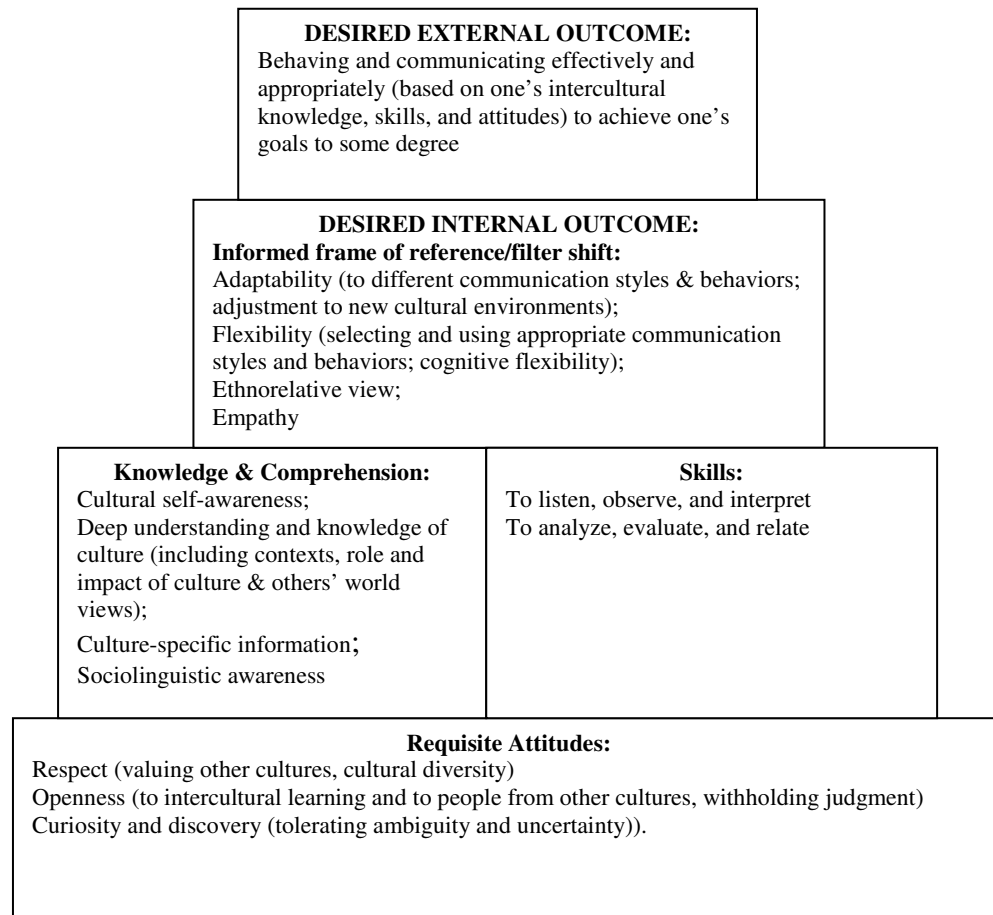 DESIRED EXTERNAL OUTCOME:
Behaving and communicating effectively and
appropriately (based on one’s intercultural
knowledge, skills, and attitudes) to achieve one’s
goals to some degree
DESIRED INTERNAL OUTCOME:
Informed frame of reference/filter shift:
Adaptability (to different communication styles & behaviors;
adjustment to new cultural environments);
Flexibility (selecting and using appropriate communication
styles and behaviors; cognitive flexibility);
Ethnorelative view;
Empathy
Knowledge & Comprehension:
Cultural self-awareness;
Deep understanding and knowledge of
culture (including contexts, role and
impact of culture & others’ world
views);
Culture-specific information;
Sociolinguistic awareness
Skills:
To listen, observe, and interpret
To analyze, evaluate, and relate
Requisite Attitudes:
Respect (valuing other cultures, cultural diversity)
Openness (to intercultural learning and to people from other cultures, withholding judgment)
Curiosity and discovery (tolerating ambiguity and uncertainty)).